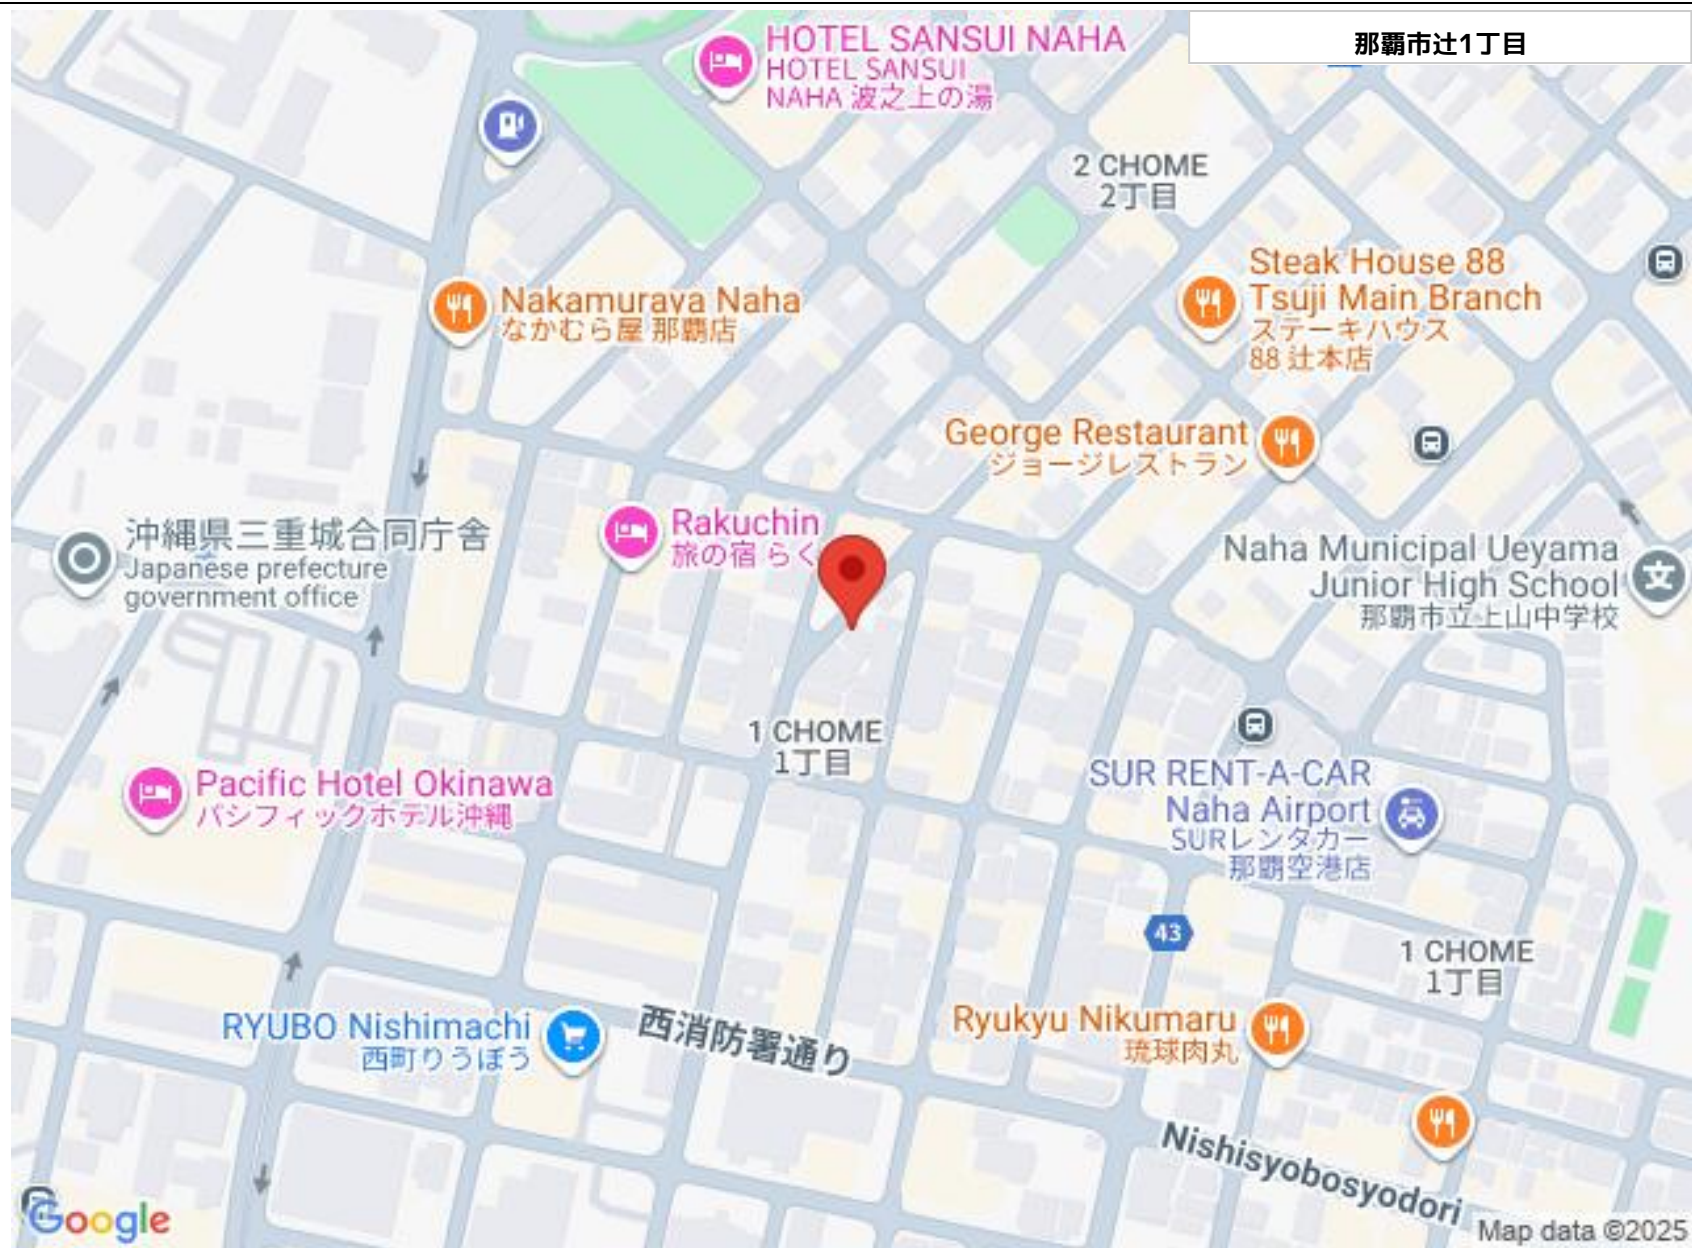 那覇市辻1丁目
HOTEL SANSUI NAHA
HOTEL SANSUI
NAHA 波之上の湯
2 CHOME
2丁目
Steak House 88
Tsuji Main Branch
ステーキハウス
88 辻本店
Nakamuraya Naha
なかむら屋 那覇店
George Restaurant
ジョージレストラン
Rakuchin
旅の宿 らく
沖縄県三重城合同庁舎
Japanese prefecture
government office
Naha Municipal Ueyama
Junior High School
那覇市立上山中学校
文
1 CHOME
1丁目
Pacific Hotel Okinawa
パシフィックホテル沖縄
SUR RENT-A-CAR
Naha Airport
SURレンタカー
那覇空港店
43
1 CHOME
1丁目
RYUBO Nishimachi
西町りうぼう
西消防署通り
Ryukyu Nikumaru
琉球肉丸
Nishisyobosyodori
Google
Map data ©2025